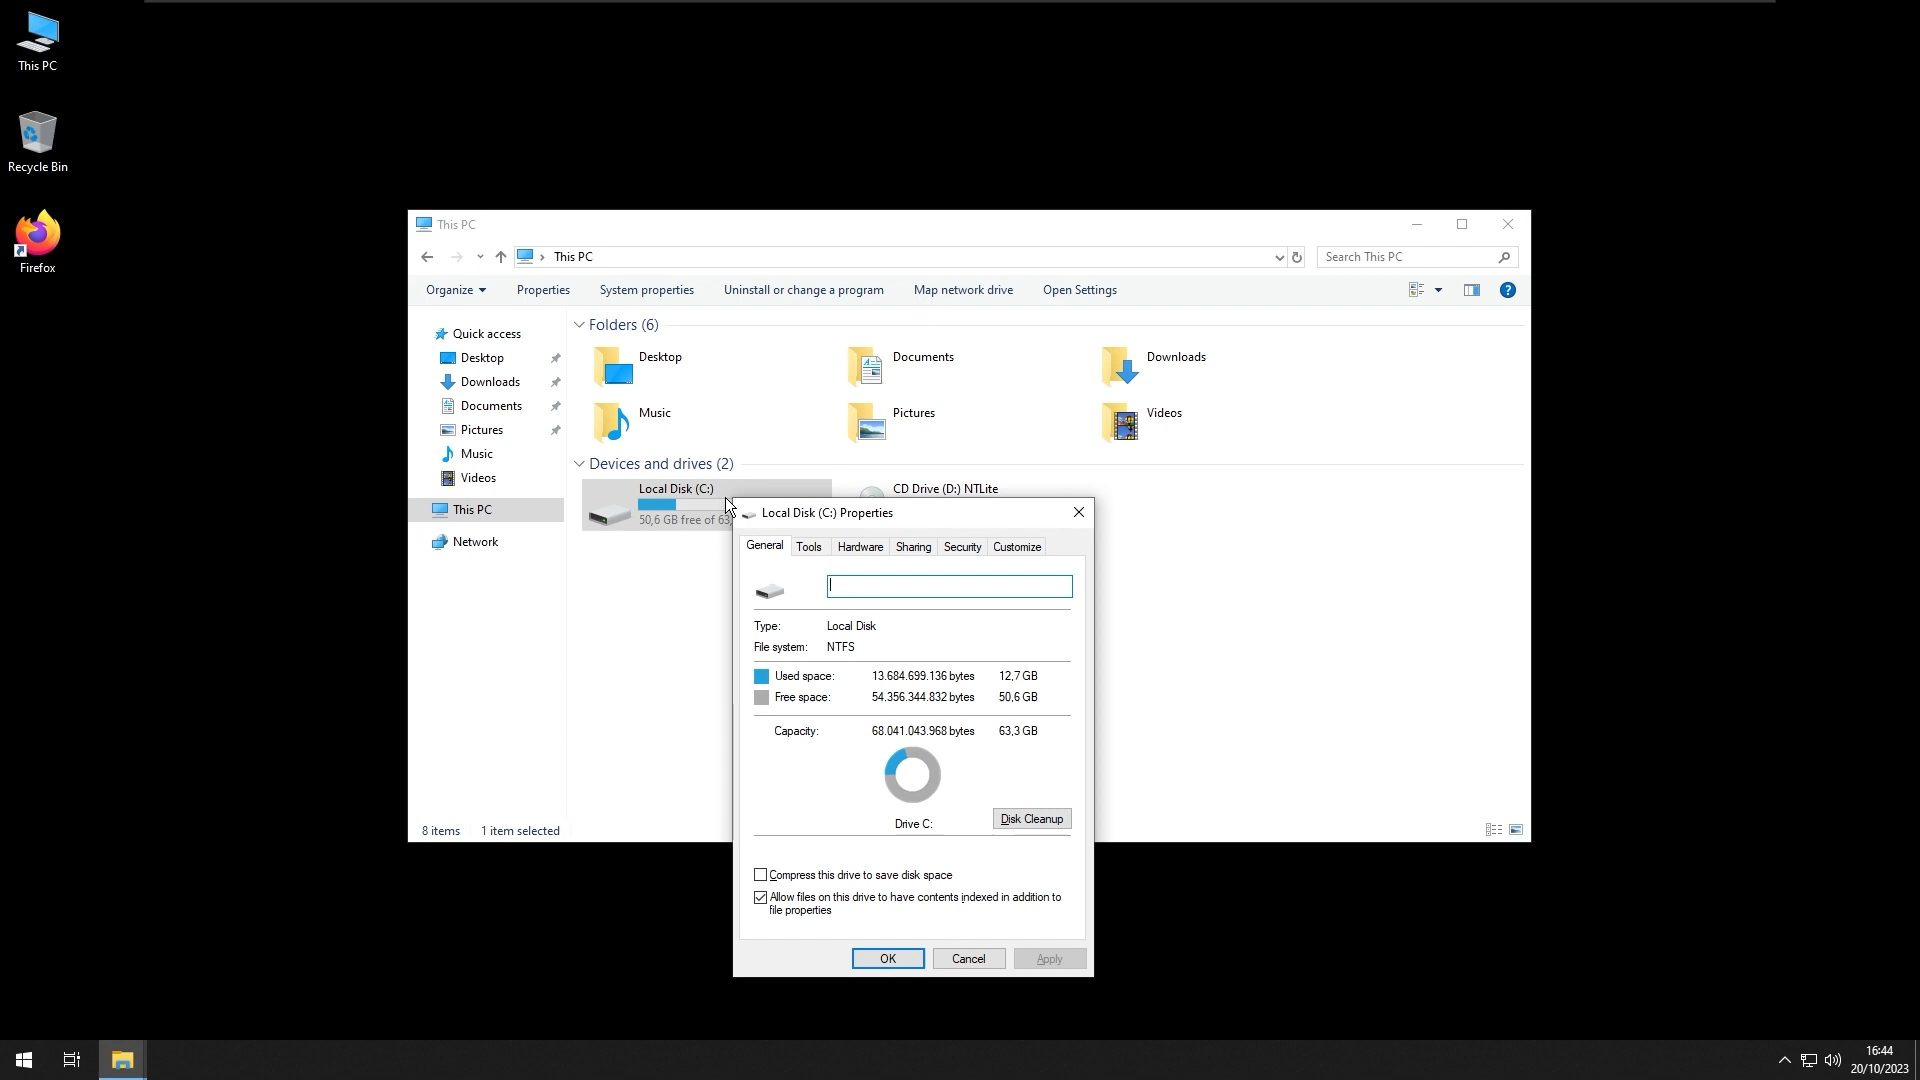 This PC
Recycle Bin
Firefox
This PC
This PC
Search This PC
Organize
Properties
System properties
Uninstall or change a program
Map network drive
Open Settings
Quick access
Desktop
Downloads
Documents
Pictures
Music
Videos
This PC
Network
Folders (6)
Desktop
Documents
Downloads
Music
Pictures
Videos
Devices and drives (2)
Local Disk (C:)
50,6 GB free of 63,
CD Drive (D:) NTLite
8 items
1 item selected
Local Disk (C:) Properties
General
Tools
Hardware
Sharing
Security
Customize
Type: Local Disk
File system: NTFS
Used space: 13.684.699.136 bytes 12,7 GB
Free space: 54.356.344.832 bytes 50,6 GB
Capacity: 68.041.043.968 bytes 63,3 GB
Drive C:
Disk Cleanup
Compress this drive to save disk space
Allow files on this drive to have contents indexed in addition to
file properties
OK
Cancel
Apply
16:44
20/10/2023